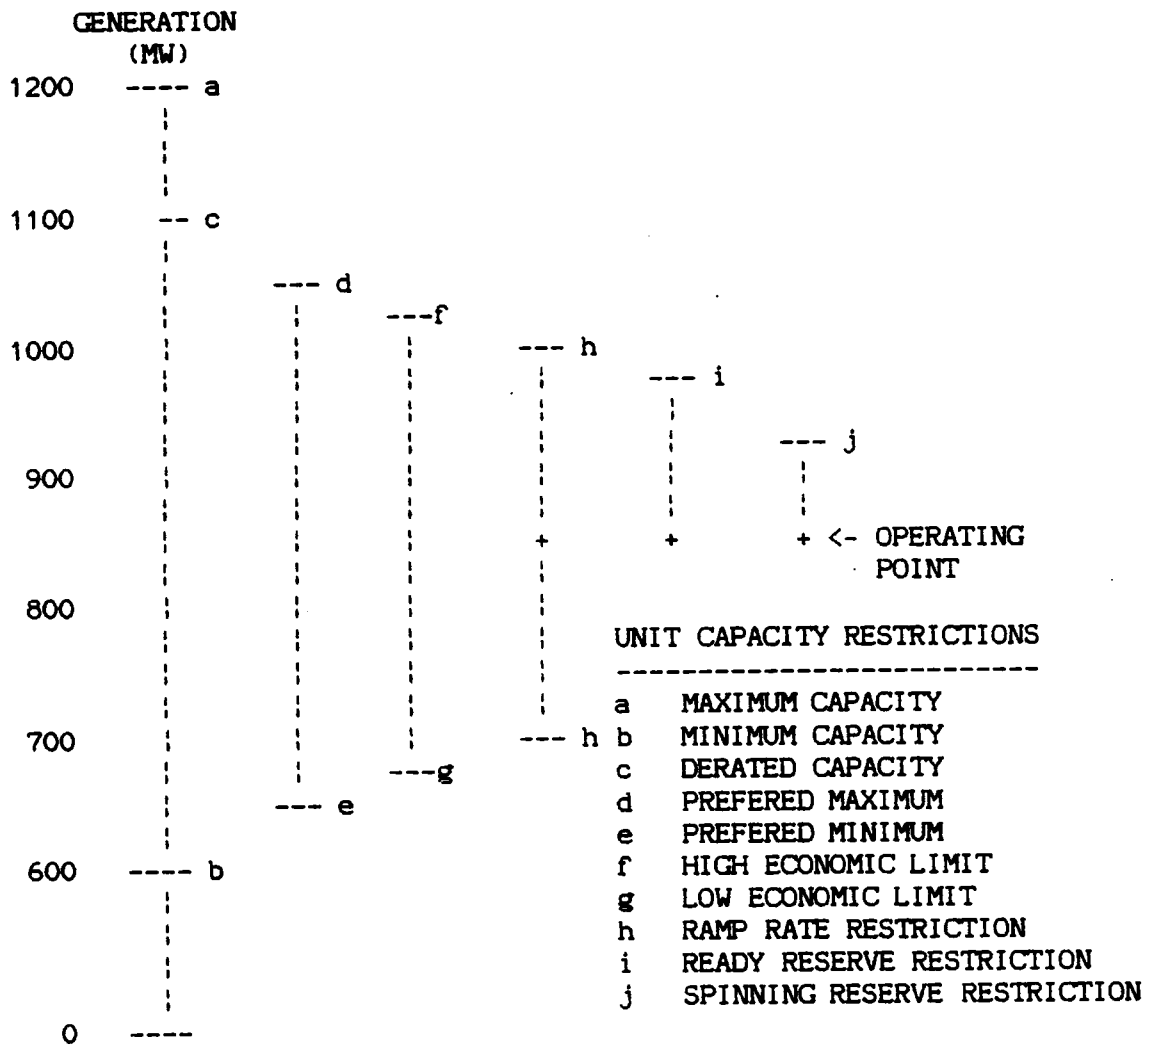 GENERATION
(MW)
1200 ---- a
1100 -- c
--- d
---f
1000 --- h
--- i
--- j
900
+ + + <- OPERATING
POINT
800
UNIT CAPACITY RESTRICTIONS
--------------------------
a MAXIMUM CAPACITY
700 --- h b MINIMUM CAPACITY
---g c DERATED CAPACITY
d PREFERED MAXIMUM
--- e e PREFERED MINIMUM
600 ---- b f HIGH ECONOMIC LIMIT
g LOW ECONOMIC LIMIT
h RAMP RATE RESTRICTION
i READY RESERVE RESTRICTION
j SPINNING RESERVE RESTRICTION
0 ----